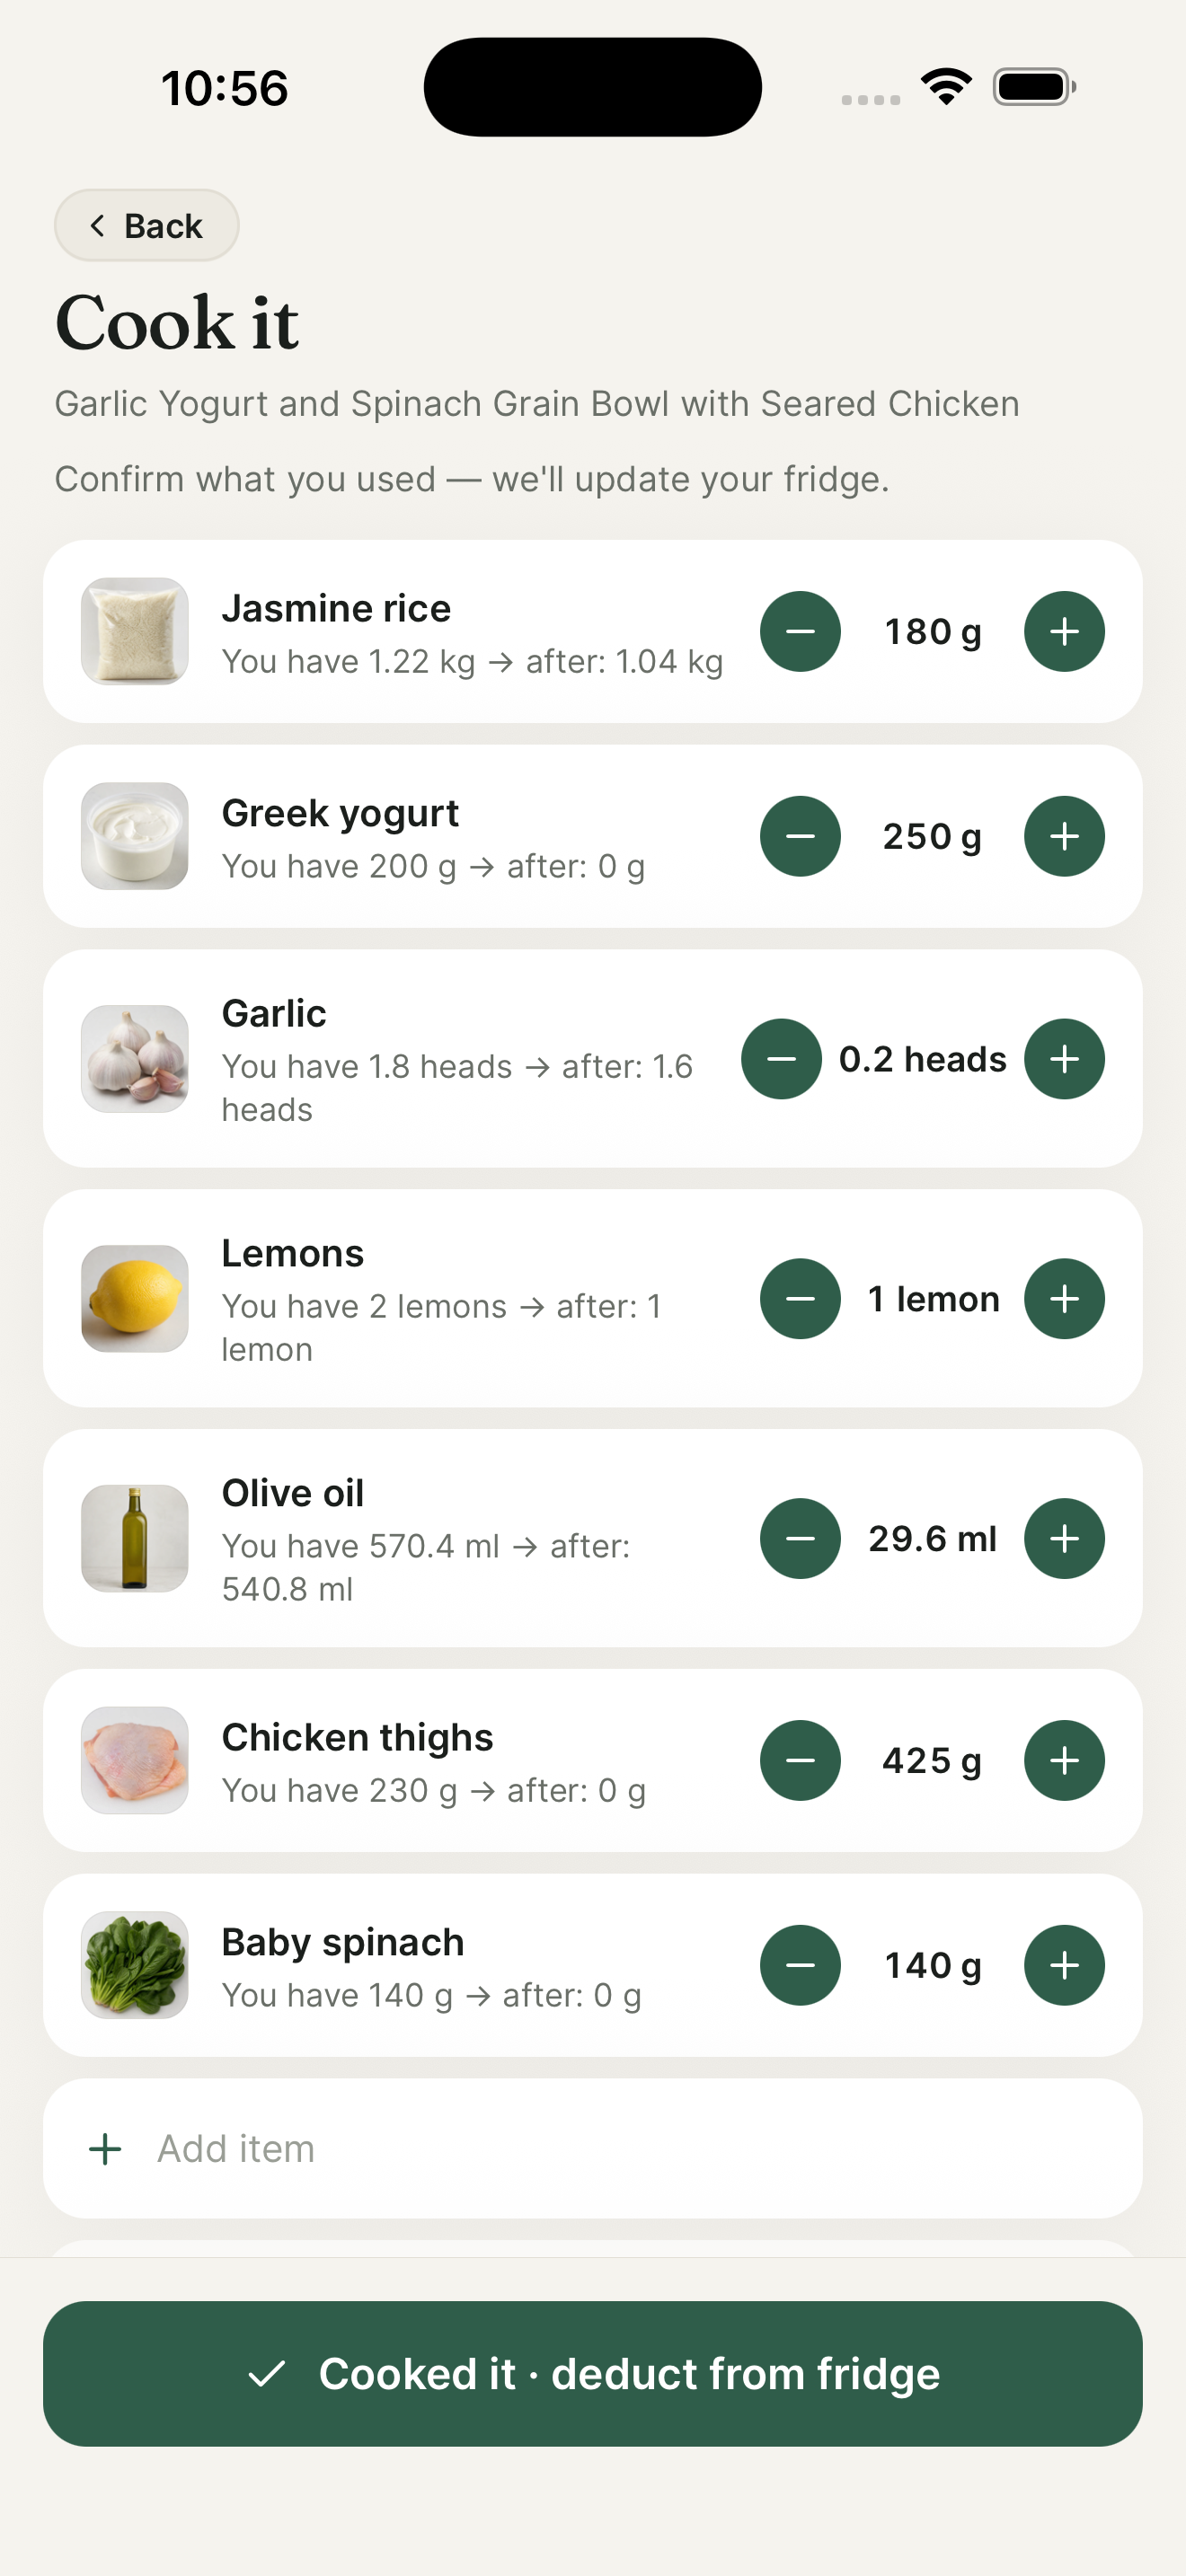 10:56
Back
Cook it
Garlic Yogurt and Spinach Grain Bowl with Seared Chicken
Confirm what you used — we'll update your fridge.
Jasmine rice
You have 1.22 kg → after: 1.04 kg
180 g
Greek yogurt
You have 200 g → after: 0 g
250 g
Garlic
You have 1.8 heads → after: 1.6
heads
0.2 heads
Lemons
You have 2 lemons → after: 1
lemon
1 lemon
Olive oil
You have 570.4 ml → after:
540.8 ml
29.6 ml
Chicken thighs
You have 230 g → after: 0 g
425 g
Baby spinach
You have 140 g → after: 0 g
140 g
Add item
Cooked it · deduct from fridge